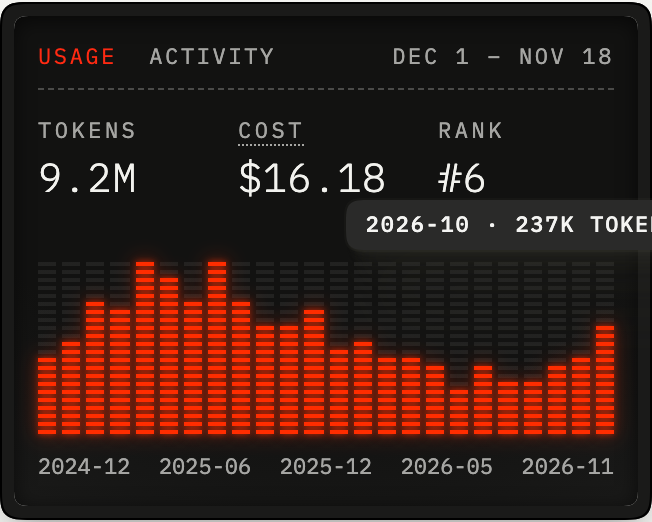 USAGE ACTIVITY DEC 1 – NOV 18
TOKENS COST RANK
9.2M $16.18 #6
2026-10 · 237K TOKE
2024-12 2025-06 2025-12 2026-05 2026-11